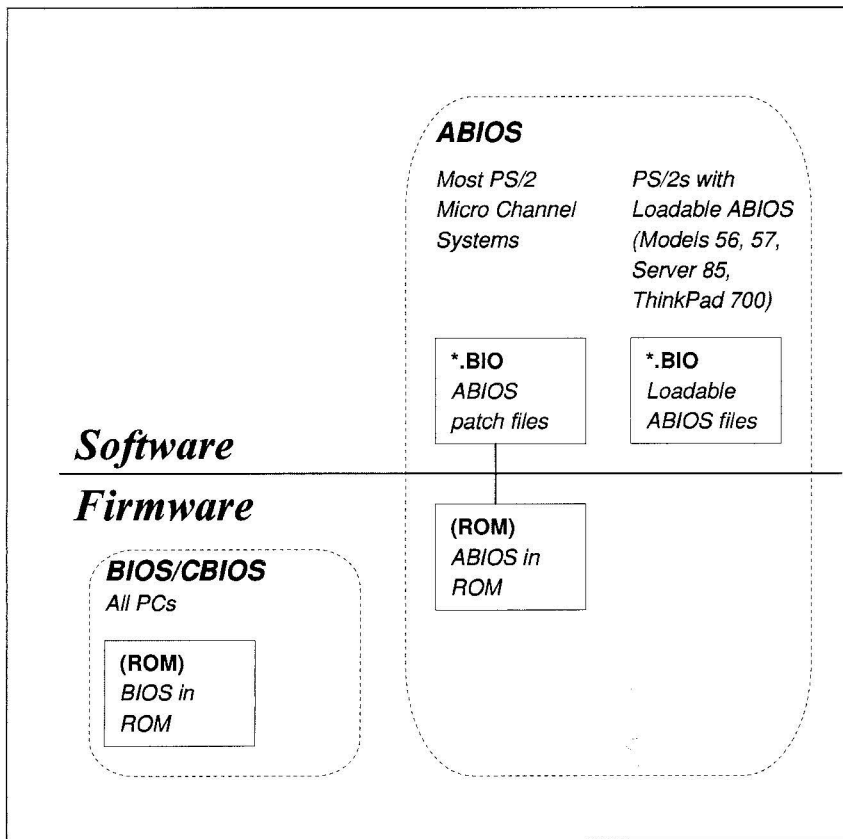 ABIOS
Most PS/2
Micro Channel
Systems
PS/2s with
Loadable ABIOS
(Models 56, 57,
Server 85,
ThinkPad 700)
*.BIO
ABIOS
patch files
*.BIO
Loadable
ABIOS files
Software
Firmware
(ROM)
ABIOS in
ROM
BIOS/CBIOS
All PCs
(ROM)
BIOS in
ROM